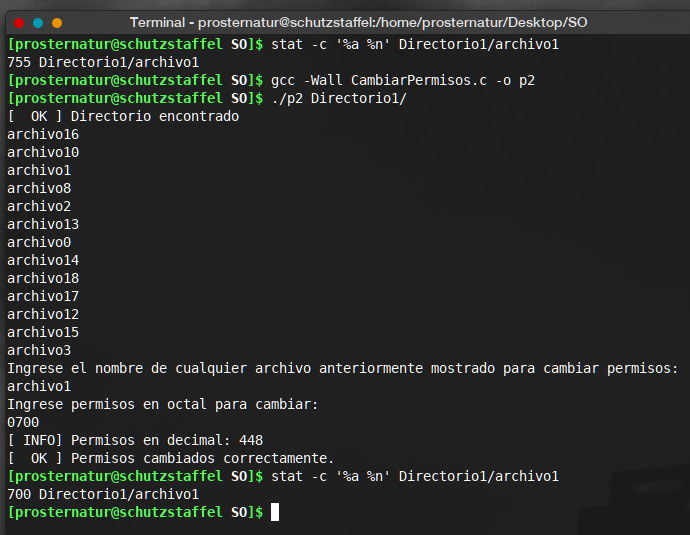 Terminal - prosternatur@schutzstaffel:/home/prosternatur/Desktop/SO
[prosternatur@schutzstaffel SO]$ stat -c '%a %n' Directorio1/archivo1
755 Directorio1/archivo1
[prosternatur@schutzstaffel SO]$ gcc -Wall CambiarPermisos.c -o p2
[prosternatur@schutzstaffel SO]$ ./p2 Directorio1/
[  OK ] Directorio encontrado
archivo16
archivo10
archivo1
archivo8
archivo2
archivo13
archivo0
archivo14
archivo18
archivo17
archivo12
archivo15
archivo3
Ingrese el nombre de cualquier archivo anteriormente mostrado para cambiar permisos:
archivo1
Ingrese permisos en octal para cambiar:
0700
[ INFO] Permisos en decimal: 448
[  OK ] Permisos cambiados correctamente.
[prosternatur@schutzstaffel SO]$ stat -c '%a %n' Directorio1/archivo1
700 Directorio1/archivo1
[prosternatur@schutzstaffel SO]$